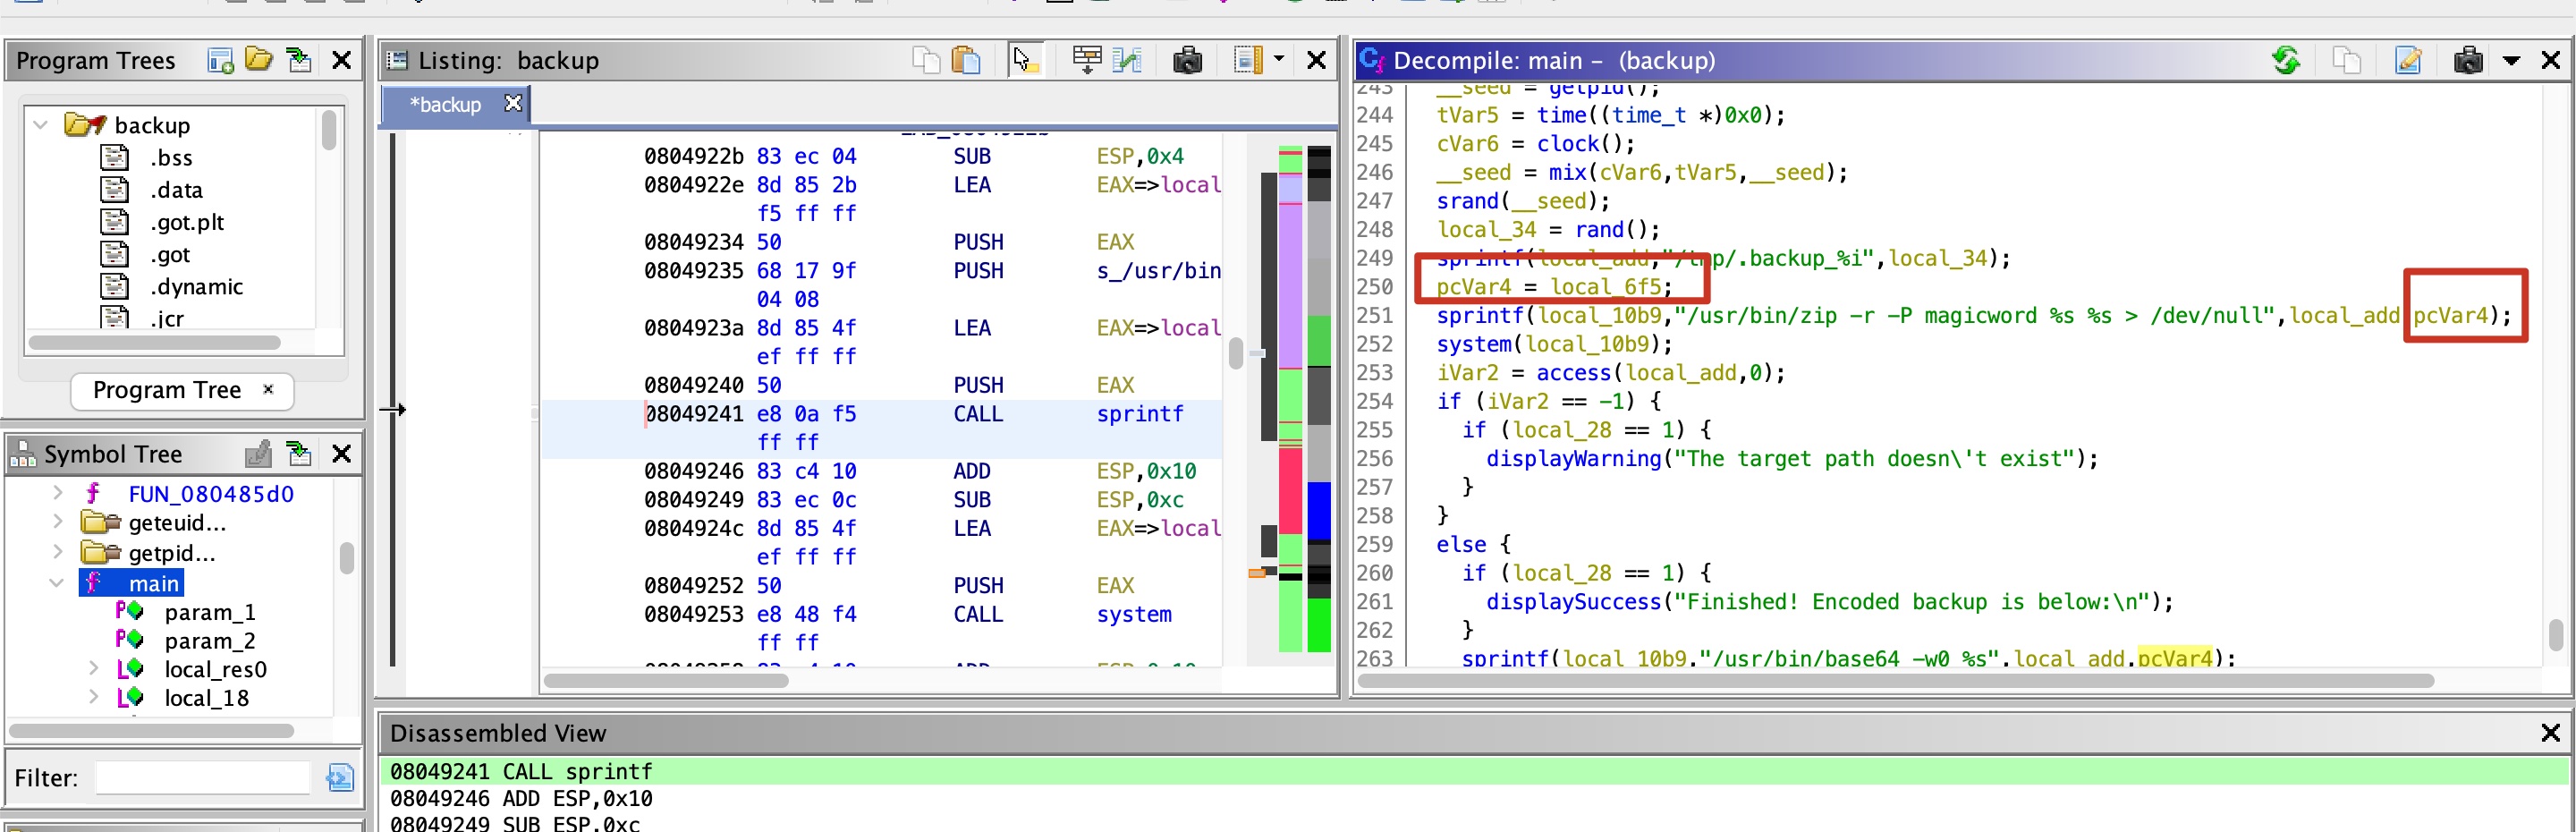 Program Trees
backup
.bss
.data
.got.plt
.got
.dynamic
.jcr
Program Tree ×
Symbol Tree
FUN_080485d0
geteuid...
getpid...
main
param_1
param_2
local_res0
local_18
Filter:
Listing: backup
*backup
0804922b 83 ec 04 SUB ESP,0x4
0804922e 8d 85 2b LEA EAX=>local
f5 ff ff
08049234 50 PUSH EAX
08049235 68 17 9f PUSH s_/usr/bin
04 08
0804923a 8d 85 4f LEA EAX=>local
ef ff ff
08049240 50 PUSH EAX
08049241 e8 0a f5 CALL sprintf
ff ff
08049246 83 c4 10 ADD ESP,0x10
08049249 83 ec 0c SUB ESP,0xc
0804924c 8d 85 4f LEA EAX=>local
ef ff ff
08049252 50 PUSH EAX
08049253 e8 48 f4 CALL system
ff ff
08049258 83 c4 10 ADD ESP,0x10
Decompile: main – (backup)
243 __seed = getpid();
244 tVar5 = time((time_t *)0x0);
245 cVar6 = clock();
246 __seed = mix(cVar6,tVar5,__seed);
247 srand(__seed);
248 local_34 = rand();
249 sprintf(local_add,"/tmp/.backup_%i",local_34);
250 pcVar4 = local_6f5;
251 sprintf(local_10b9,"/usr/bin/zip -r -P magicword %s %s > /dev/null",local_add,pcVar4);
252 system(local_10b9);
253 iVar2 = access(local_add,0);
254 if (iVar2 == -1) {
255 if (local_28 == 1) {
256 displayWarning("The target path doesn\'t exist");
257 }
258 }
259 else {
260 if (local_28 == 1) {
261 displaySuccess("Finished! Encoded backup is below:\n");
262 }
263 sprintf(local_10b9,"/usr/bin/base64 -w0 %s",local_add,pcVar4);
Disassembled View
08049241 CALL sprintf
08049246 ADD ESP,0x10
08049249 SUB ESP,0xc